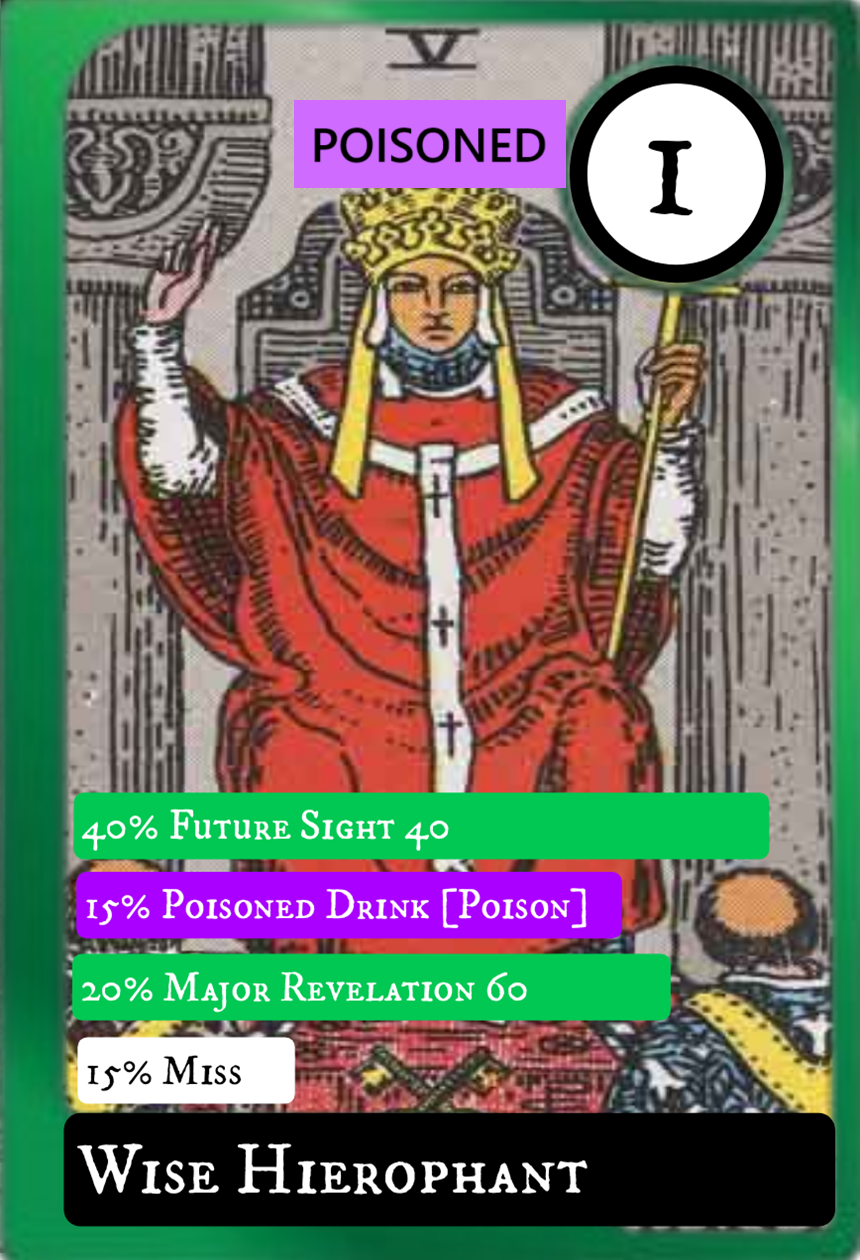 V
POISONED
I
40% Future Sight 40
15% Poisoned Drink [Poison]
20% Major Revelation 60
15% Miss
Wise Hierophant